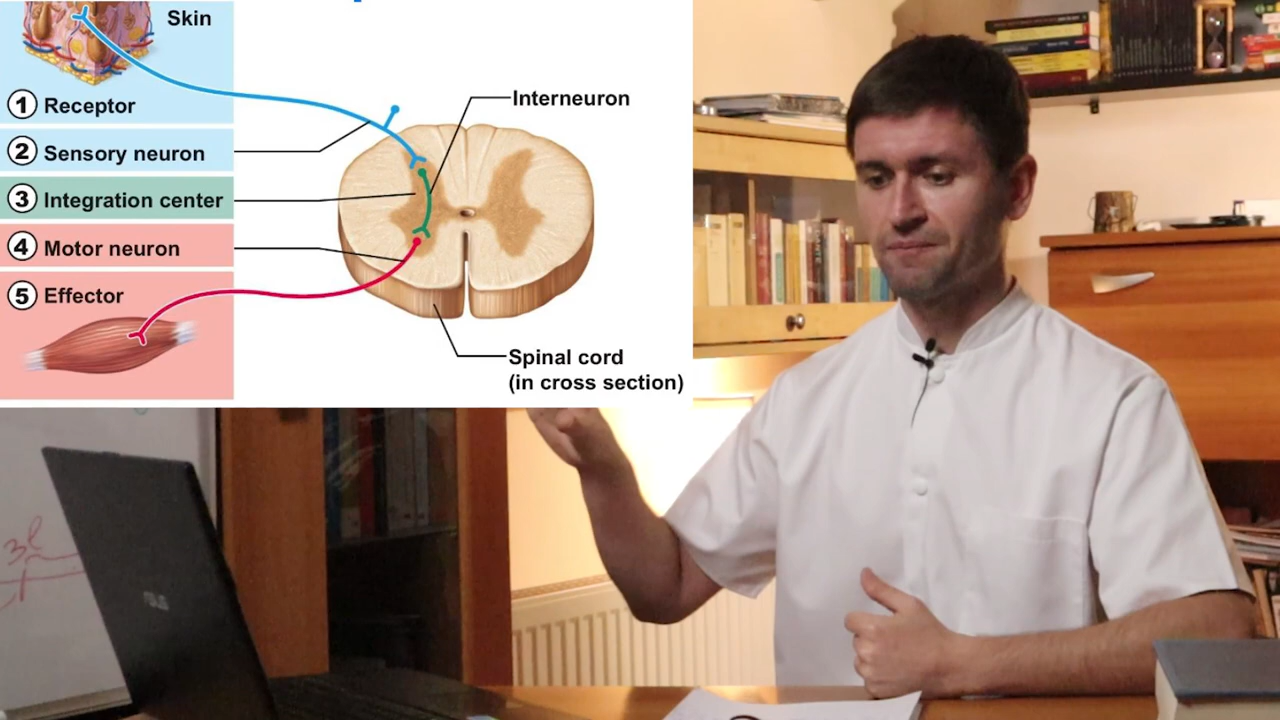 Skin
1 Receptor
2 Sensory neuron
3 Integration center
4 Motor neuron
5 Effector
Interneuron
Spinal cord
(in cross section)
ASUS